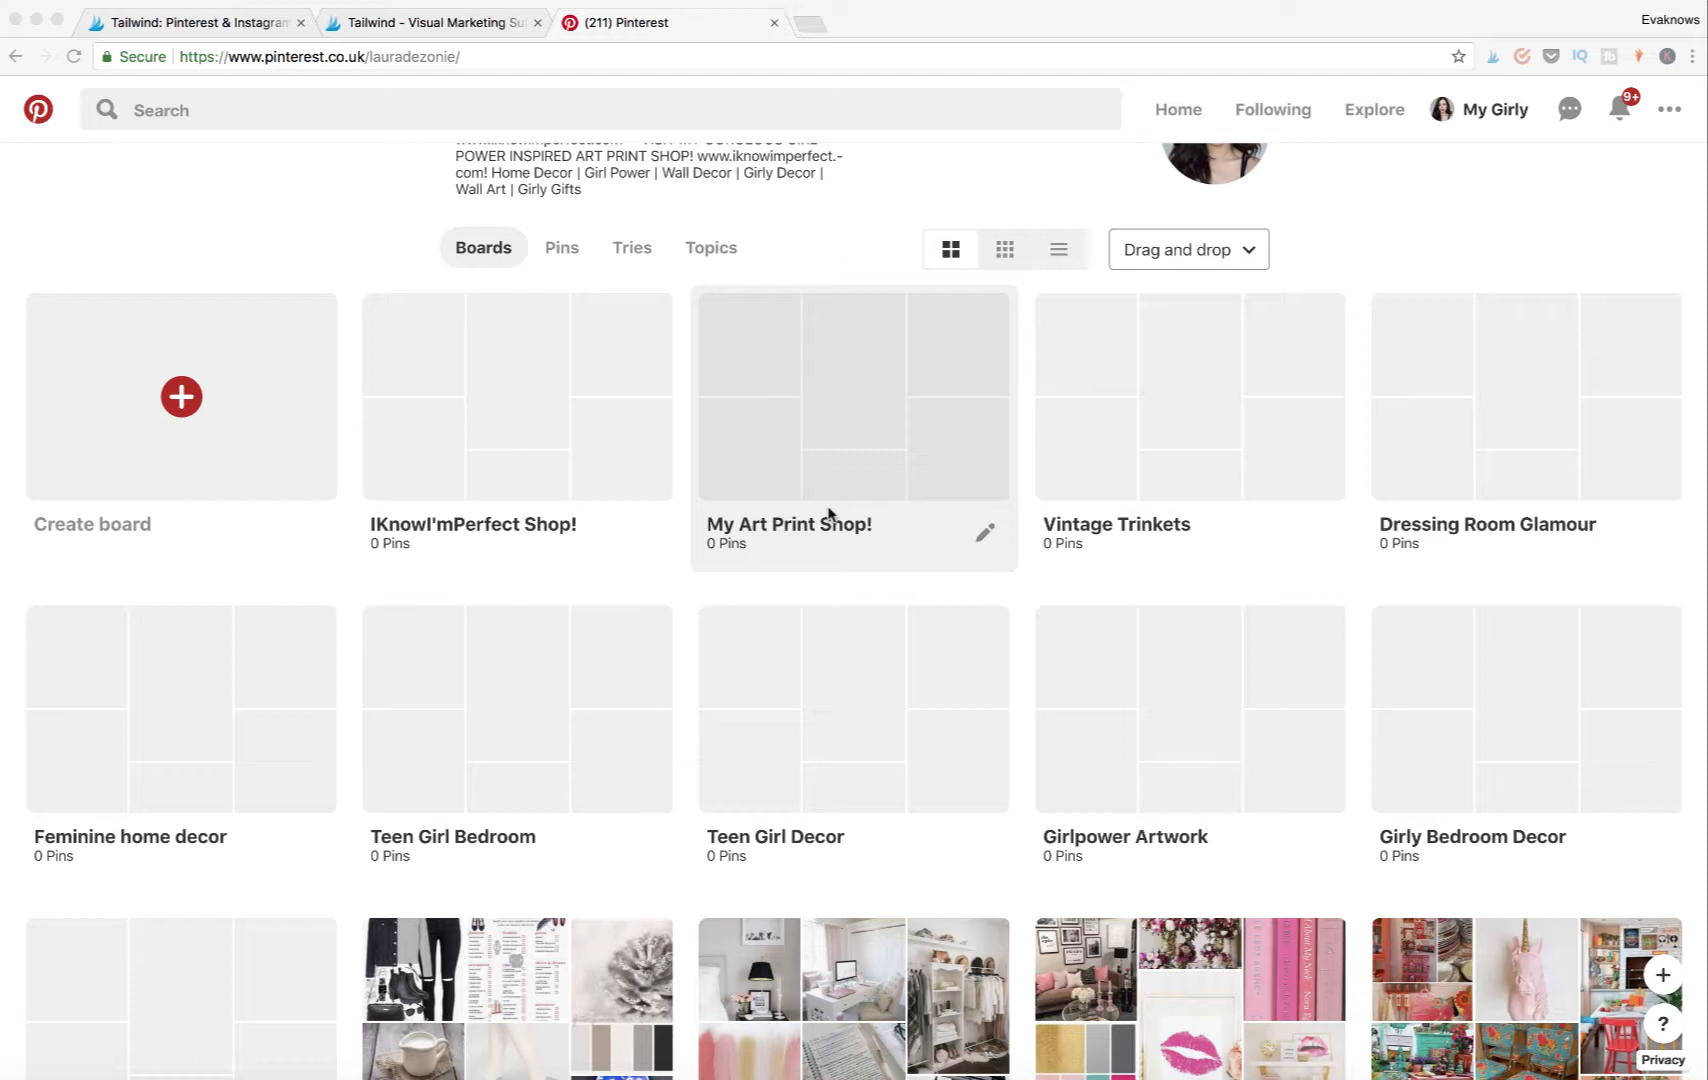 Tailwind: Pinterest & Instagram
Tailwind - Visual Marketing Su
(211) Pinterest
Evaknows
Secure https://www.pinterest.co.uk/lauradezonie/
Search
Home
Following
Explore
My Girly
9+
POWER INSPIRED ART PRINT SHOP! www.iknowimperfect.-
com! Home Decor | Girl Power | Wall Decor | Girly Decor |
Wall Art | Girly Gifts
Boards
Pins
Tries
Topics
Drag and drop
Create board
IKnowI'mPerfect Shop!
0 Pins
My Art Print Shop!
0 Pins
Vintage Trinkets
0 Pins
Dressing Room Glamour
0 Pins
Feminine home decor
0 Pins
Teen Girl Bedroom
0 Pins
Teen Girl Decor
0 Pins
Girlpower Artwork
0 Pins
Girly Bedroom Decor
0 Pins
?
Privacy